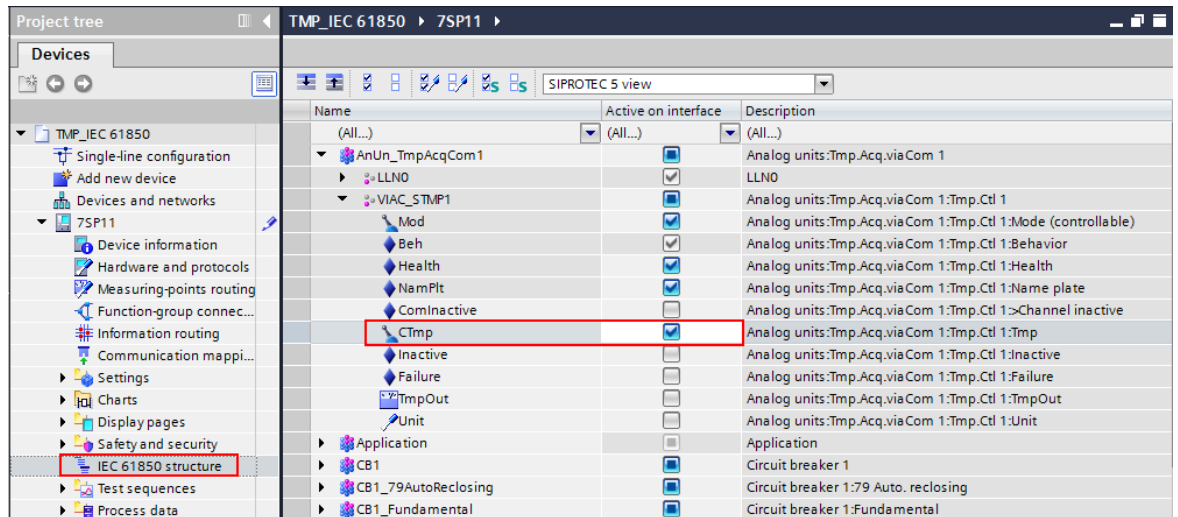 Project tree
TMP_IEC 61850 ▸ 7SP11 ▸
Devices
SIPROTEC 5 view
Name Active on interface Description
(All...) (All...) (All...)
TMP_IEC 61850
Single-line configuration
Add new device
Devices and networks
7SP11
Device information
Hardware and protocols
Measuring-points routing
Function-group connec...
Information routing
Communication mappi...
Settings
Charts
Display pages
Safety and security
IEC 61850 structure
Test sequences
Process data
AnUn_TmpAcqCom1 Analog units:Tmp.Acq.viaCom 1
LLN0 LLN0
VIAC_STMP1 Analog units:Tmp.Acq.viaCom 1:Tmp.Ctl 1
Mod Analog units:Tmp.Acq.viaCom 1:Tmp.Ctl 1:Mode (controllable)
Beh Analog units:Tmp.Acq.viaCom 1:Tmp.Ctl 1:Behavior
Health Analog units:Tmp.Acq.viaCom 1:Tmp.Ctl 1:Health
NamPlt Analog units:Tmp.Acq.viaCom 1:Tmp.Ctl 1:Name plate
ComInactive Analog units:Tmp.Acq.viaCom 1:Tmp.Ctl 1:>Channel inactive
CTmp Analog units:Tmp.Acq.viaCom 1:Tmp.Ctl 1:Tmp
Inactive Analog units:Tmp.Acq.viaCom 1:Tmp.Ctl 1:Inactive
Failure Analog units:Tmp.Acq.viaCom 1:Tmp.Ctl 1:Failure
TmpOut Analog units:Tmp.Acq.viaCom 1:Tmp.Ctl 1:TmpOut
Unit Analog units:Tmp.Acq.viaCom 1:Tmp.Ctl 1:Unit
Application Application
CB1 Circuit breaker 1
CB1_79AutoReclosing Circuit breaker 1:79 Auto. reclosing
CB1_Fundamental Circuit breaker 1:Fundamental